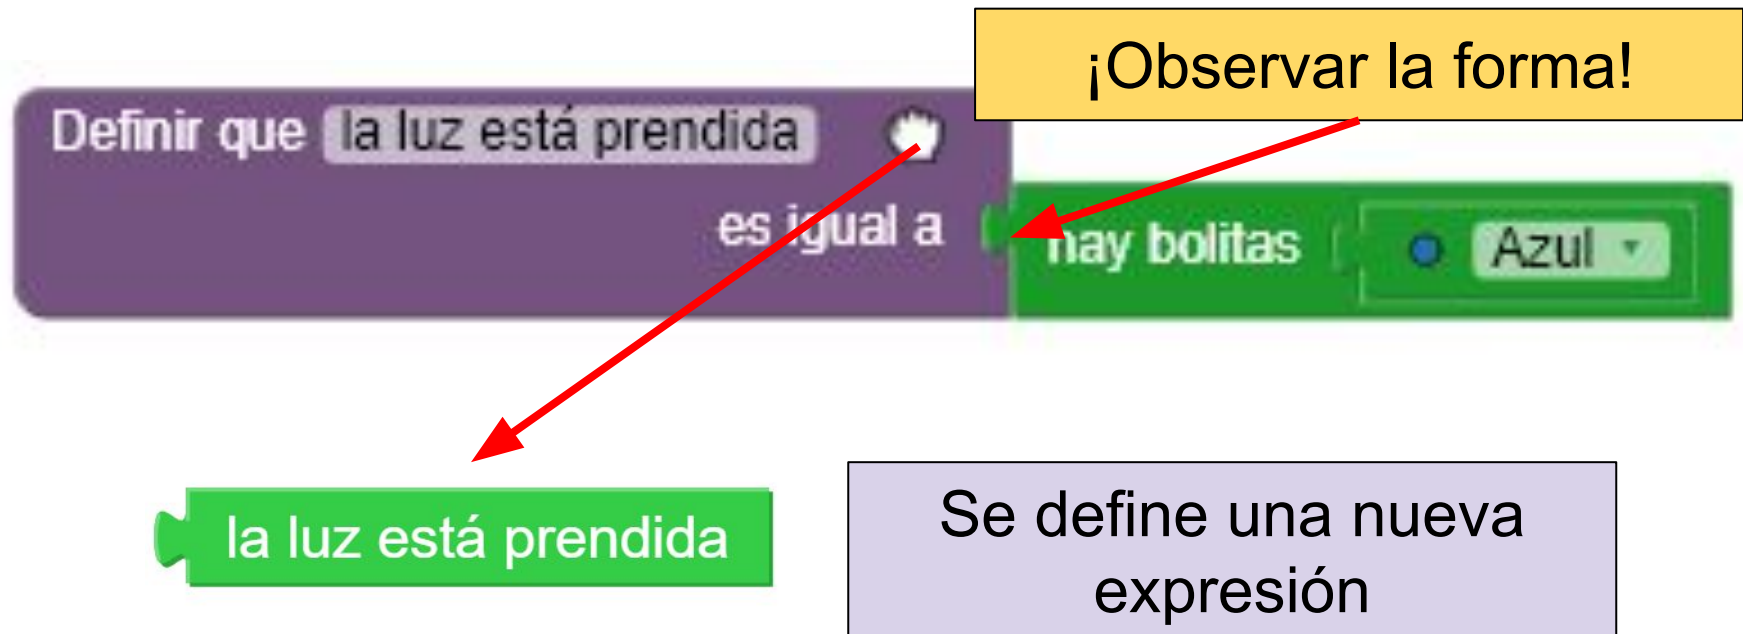 ¡Observar la forma!
Definir que la luz está prendida
es igual a hay bolitas Azul
la luz está prendida
Se define una nueva
expresión